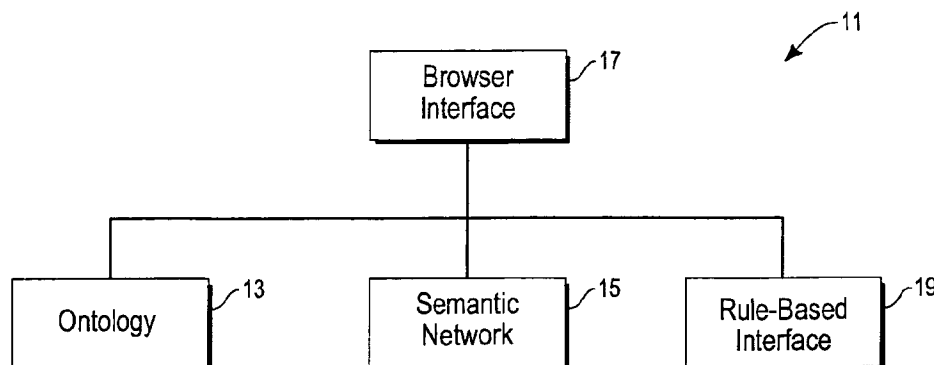 11
17
Browser
Interface
13
Ontology
15
Semantic
Network
19
Rule-Based
Interface